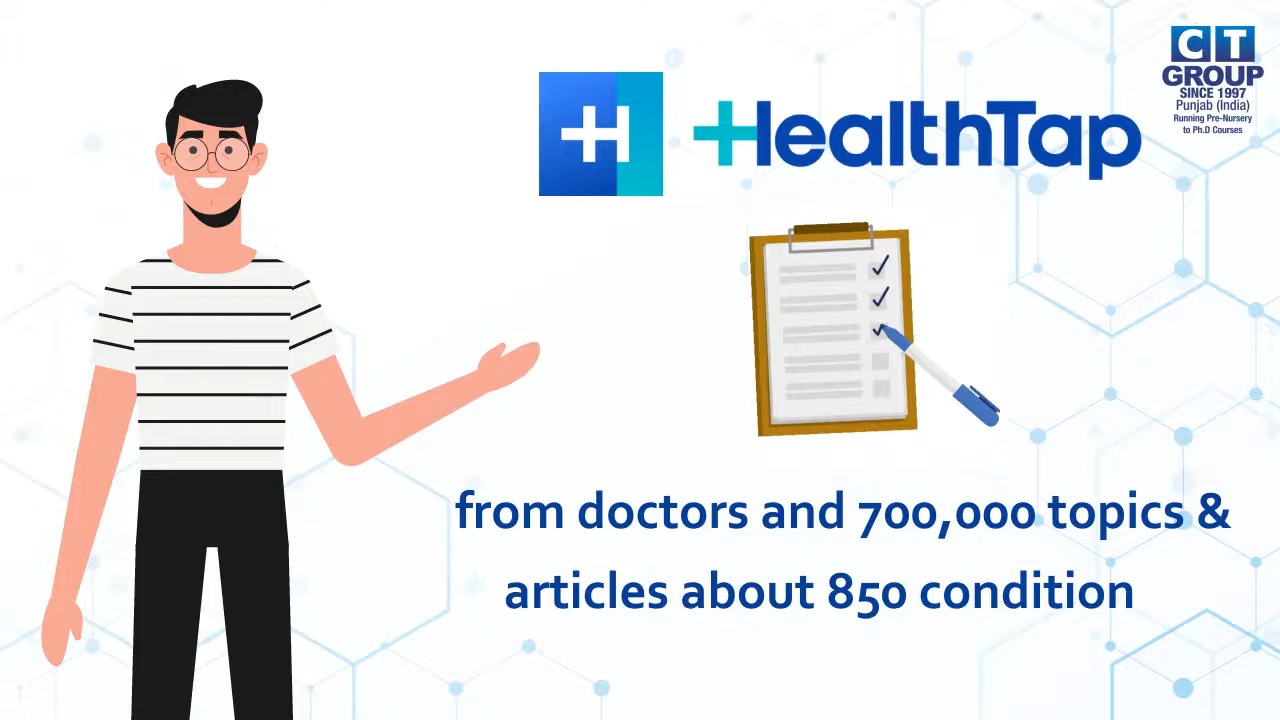 HealthTap
CT
GROUP
SINCE 1997
Punjab (India)
Running Pre-Nursery
to Ph.D Courses
from doctors and 700,000 topics &
articles about 850 condition